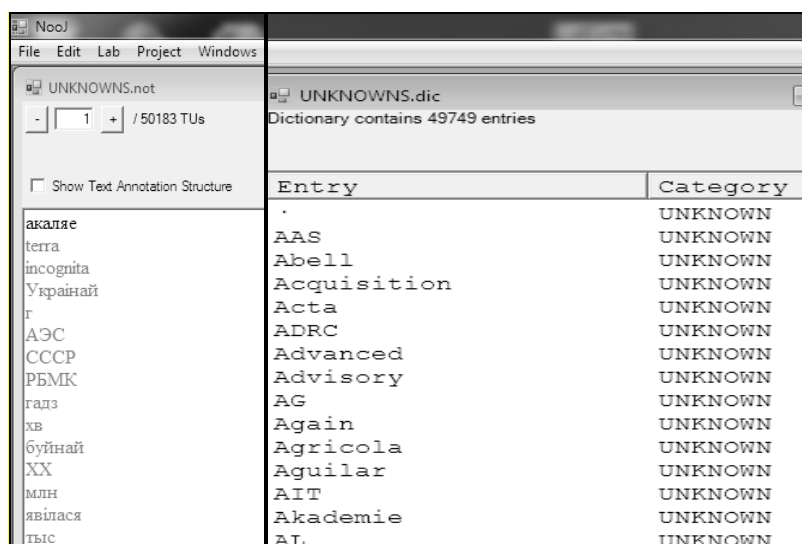 NooJ
File Edit Lab Project Windows
UNKNOWNS.not
- 1 + / 50183 TUs
Show Text Annotation Structure
акаляе
terra
incognita
Украінай
г
АЭС
СССР
РБМК
гадз
хв
буйнай
XX
млн
явілася
тыс
UNKNOWNS.dic
Dictionary contains 49749 entries
Entry Category
· UNKNOWN
AAS UNKNOWN
Abell UNKNOWN
Acquisition UNKNOWN
Acta UNKNOWN
ADRC UNKNOWN
Advanced UNKNOWN
Advisory UNKNOWN
AG UNKNOWN
Again UNKNOWN
Agricola UNKNOWN
Aguilar UNKNOWN
AIT UNKNOWN
Akademie UNKNOWN
AL UNKNOWN